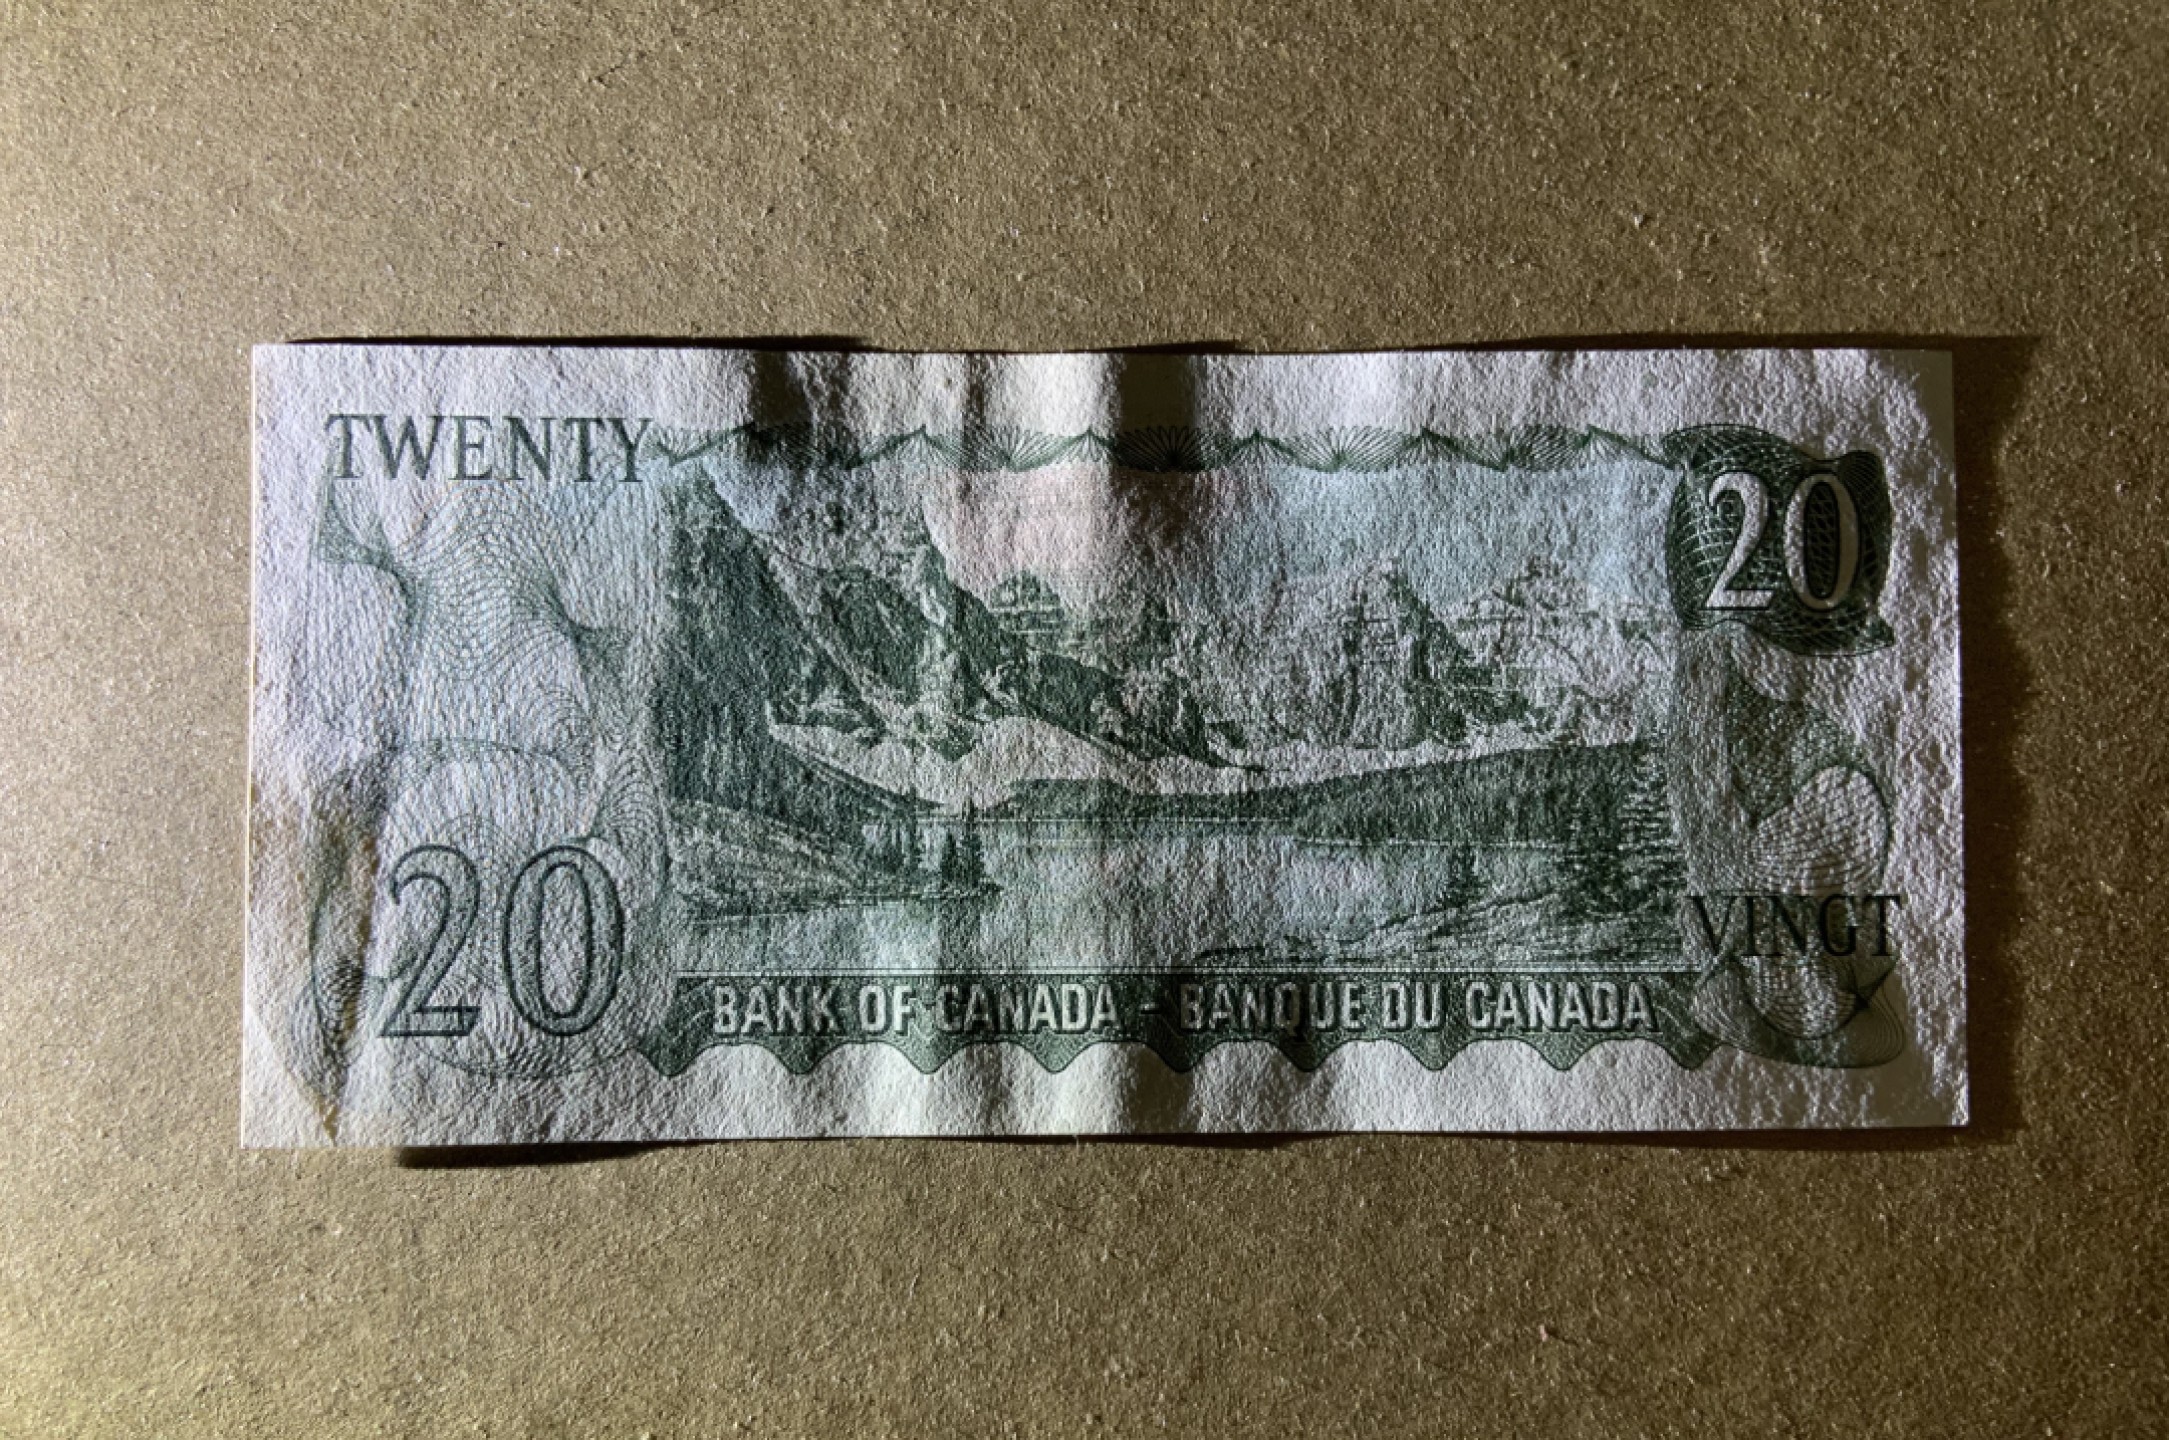 TWENTY
20
20
VINGT
BANK OF CANADA - BANQUE DU CANADA